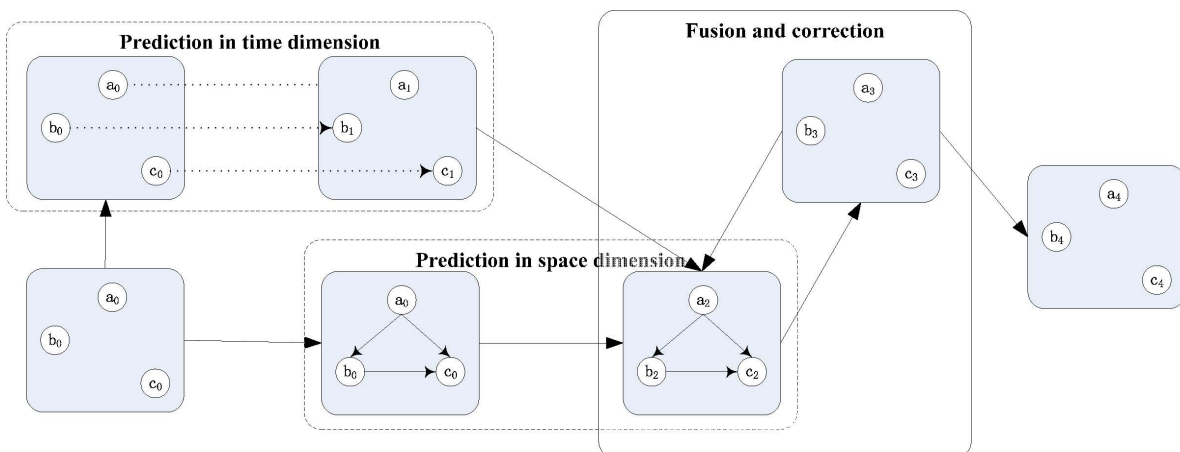 Prediction in time dimension
a₀
b₀
c₀
a₁
b₁
c₁
Fusion and correction
a₃
b₃
c₃
a₄
b₄
c₄
a₀
b₀
c₀
Prediction in space dimension
a₀
b₀
c₀
a₂
b₂
c₂